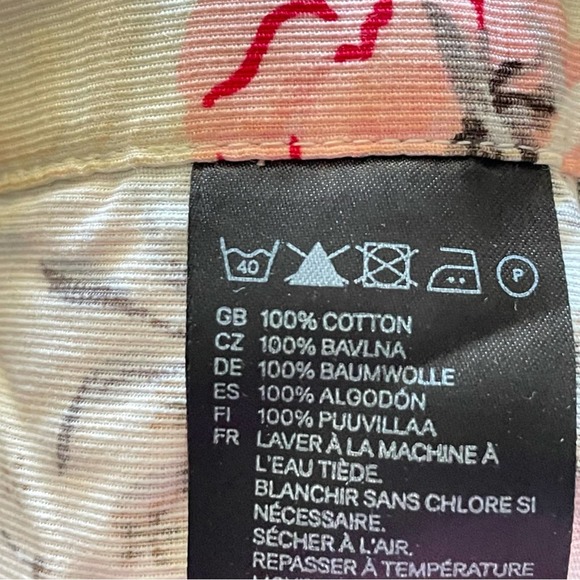 40 P
GB 100% COTTON
CZ 100% BAVLNA
DE 100% BAUMWOLLE
ES 100% ALGODÓN
FI 100% PUUVILLAA
FR LAVER À LA MACHINE À
L'EAU TIÈDE.
BLANCHIR SANS CHLORE SI
NÉCESSAIRE.
SÉCHER À L'AIR.
REPASSER À TEMPÉRATURE